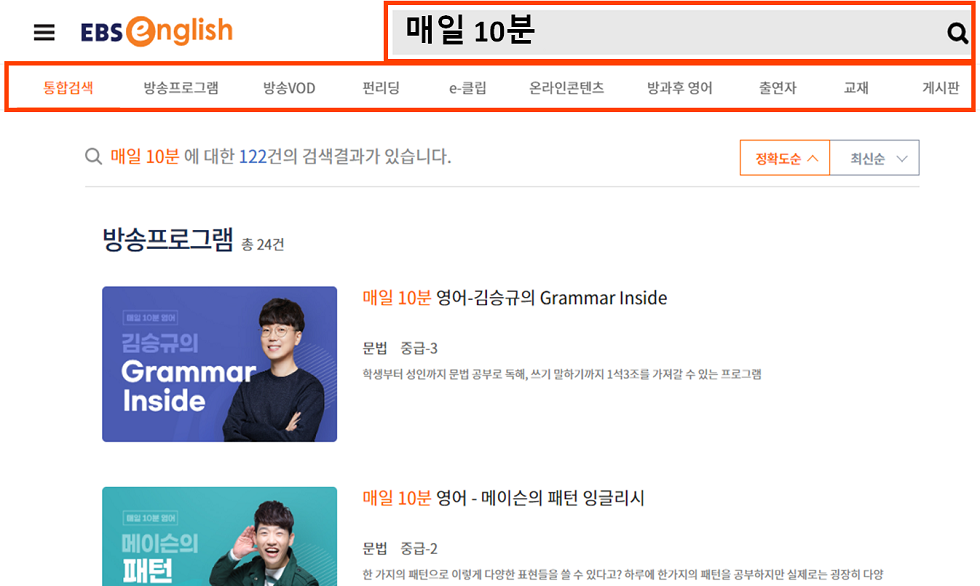 EBS english
매일 10분
통합검색 방송프로그램 방송VOD 펀리딩 e-클립 온라인콘텐츠 방과후 영어 출연자 교재 게시판
매일 10분 에 대한 122건의 검색결과가 있습니다.
정확도순 최신순
방송프로그램 총 24건
매일 10분 영어
김승규의
Grammar
Inside
매일 10분 영어-김승규의 Grammar Inside
문법 중급-3
학생부터 성인까지 문법 공부로 독해, 쓰기 말하기까지 1석3조를 가져갈 수 있는 프로그램
매일 10분 영어
메이슨의
패턴
매일 10분 영어 - 메이슨의 패턴 잉글리시
문법 중급-2
한 가지의 패턴으로 이렇게 다양한 표현들을 쓸 수 있다고? 하루에 한가지의 패턴을 공부하지만 실제로는 굉장히 다양